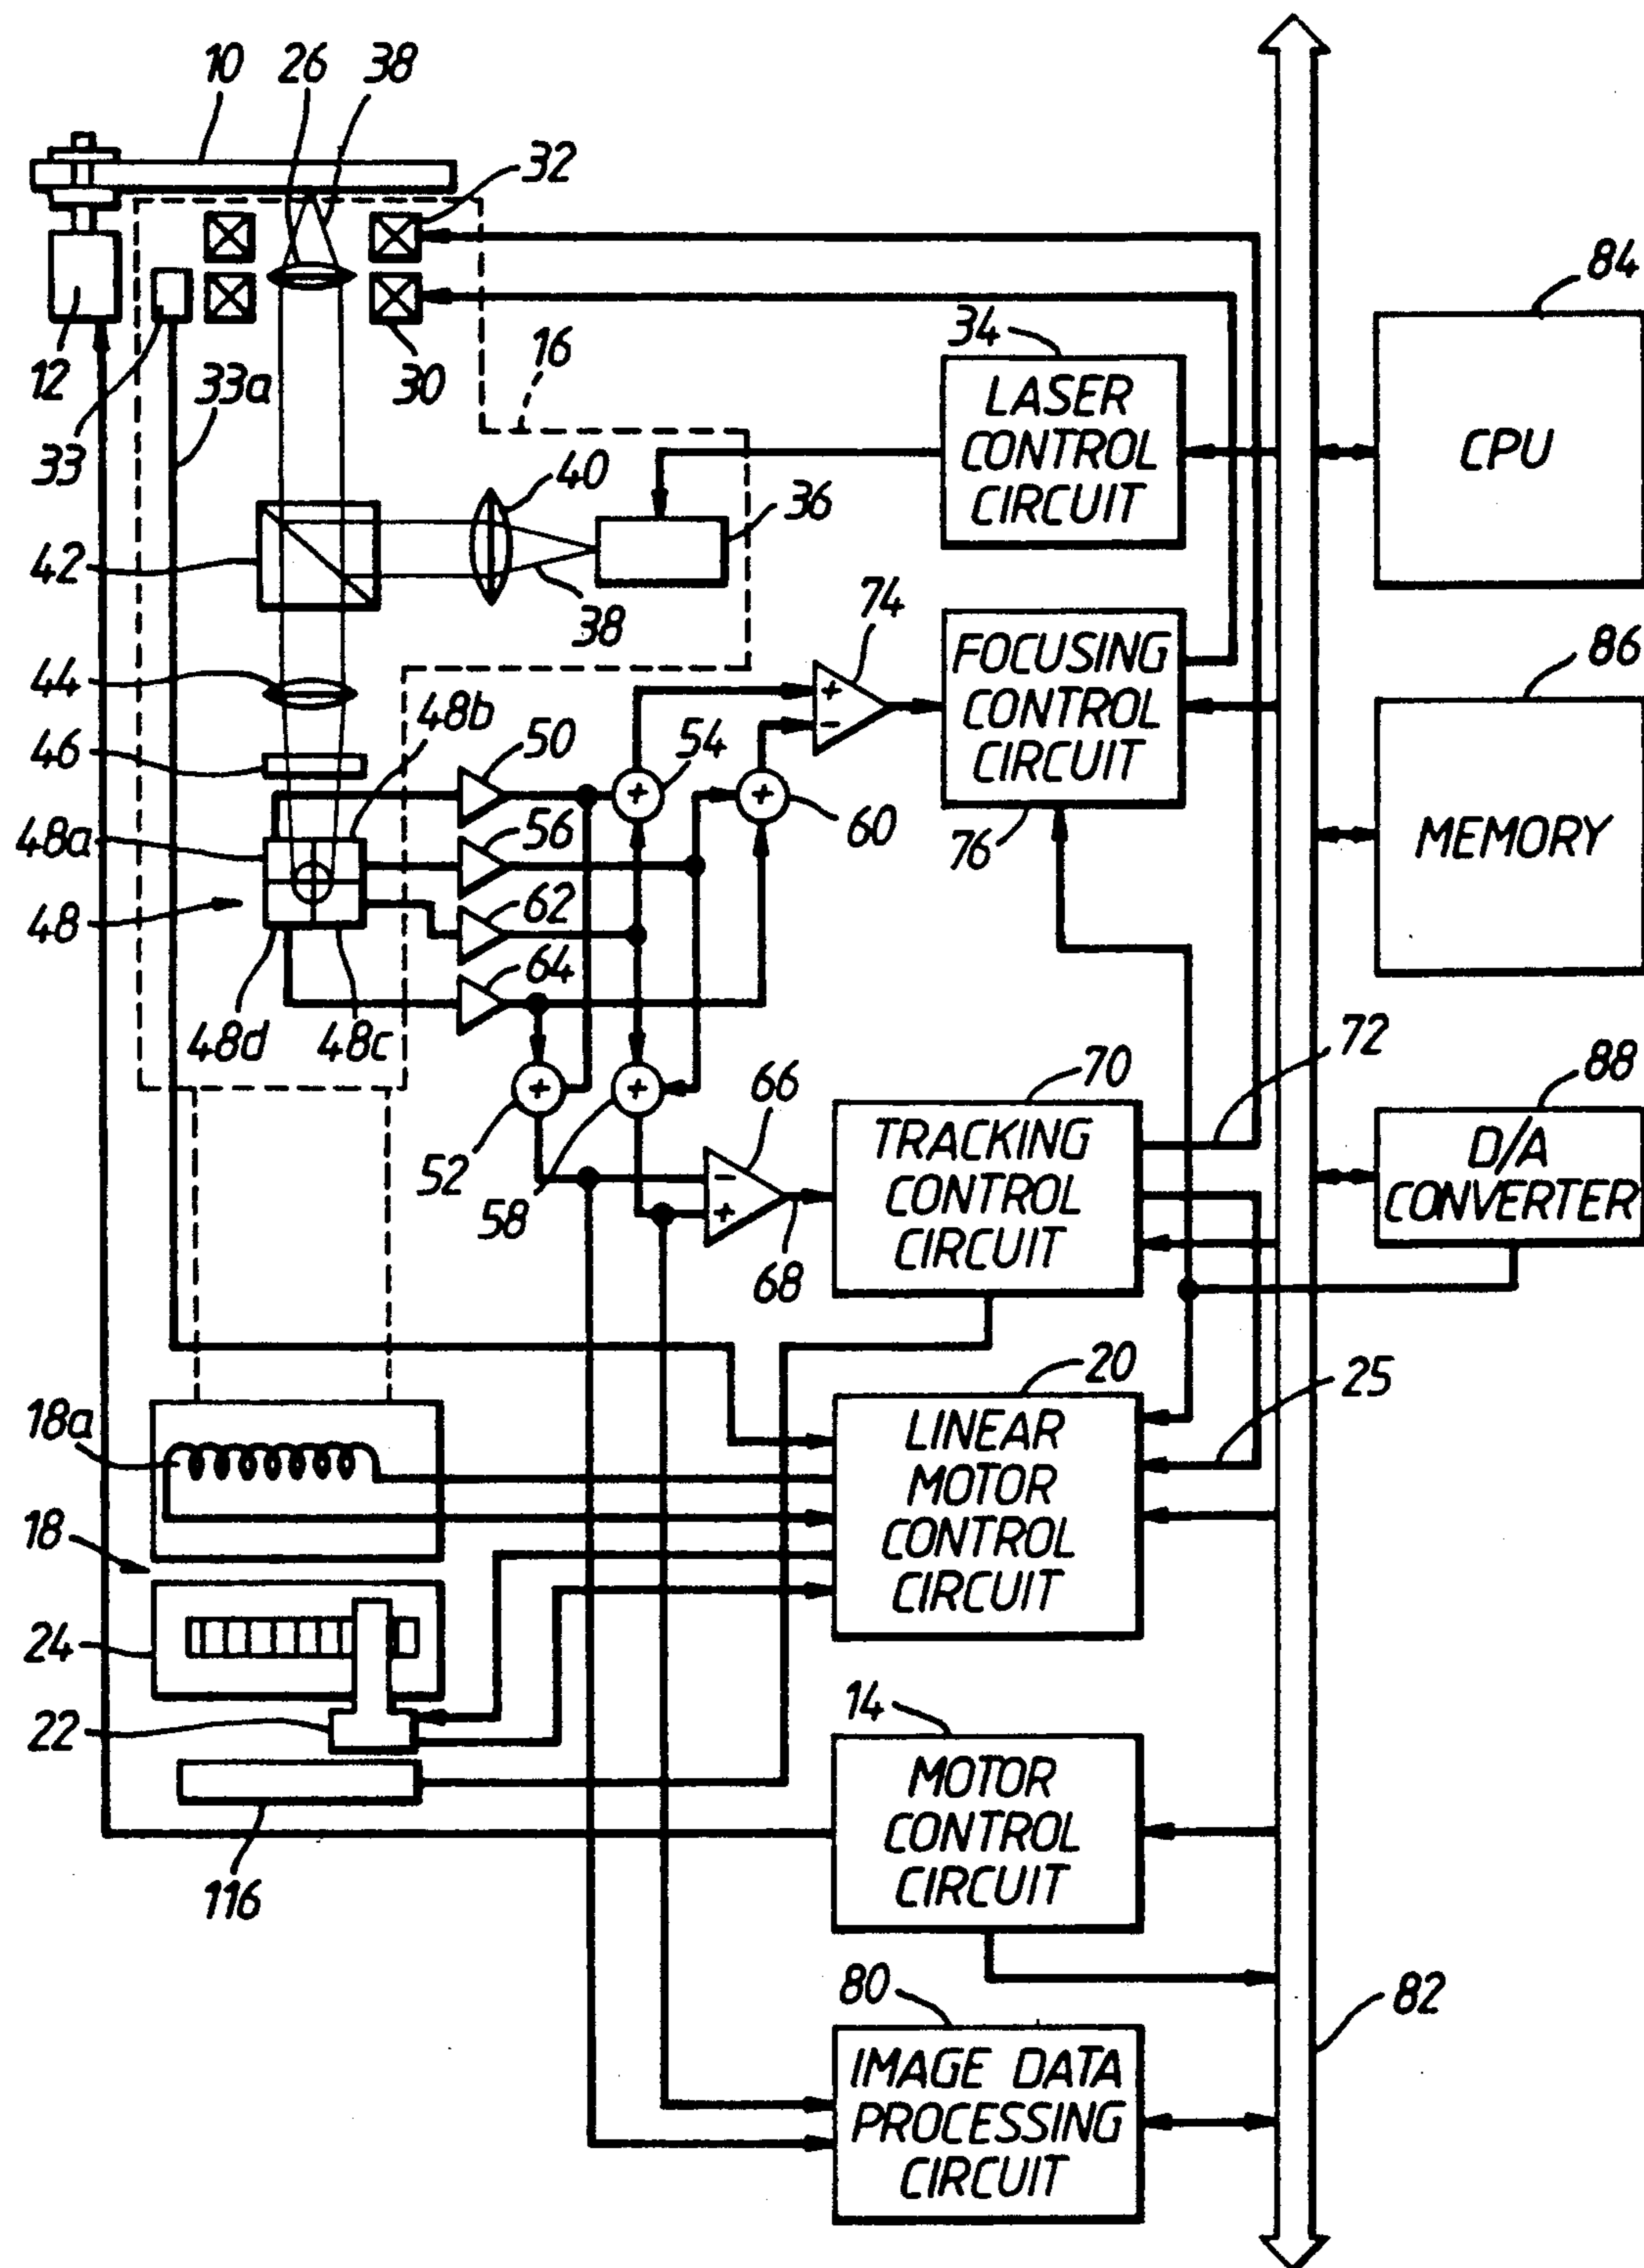 10
26
38
32
84
34
16
12
33
33a
30
LASER
CONTROL
CIRCUIT
CPU
40
36
42
38
74
86
44
48b
50
54
FOCUSING
CONTROL
CIRCUIT
+
-
46
+
+
60
56
76
MEMORY
48a
62
48
64
48d
48c
72
70
88
+
+
66
TRACKING
CONTROL
CIRCUIT
D/A
CONVERTER
52
58
-
+
68
20
25
18a
LINEAR
MOTOR
CONTROL
CIRCUIT
18
24
14
22
MOTOR
CONTROL
CIRCUIT
116
80
82
IMAGE DATA
PROCESSING
CIRCUIT